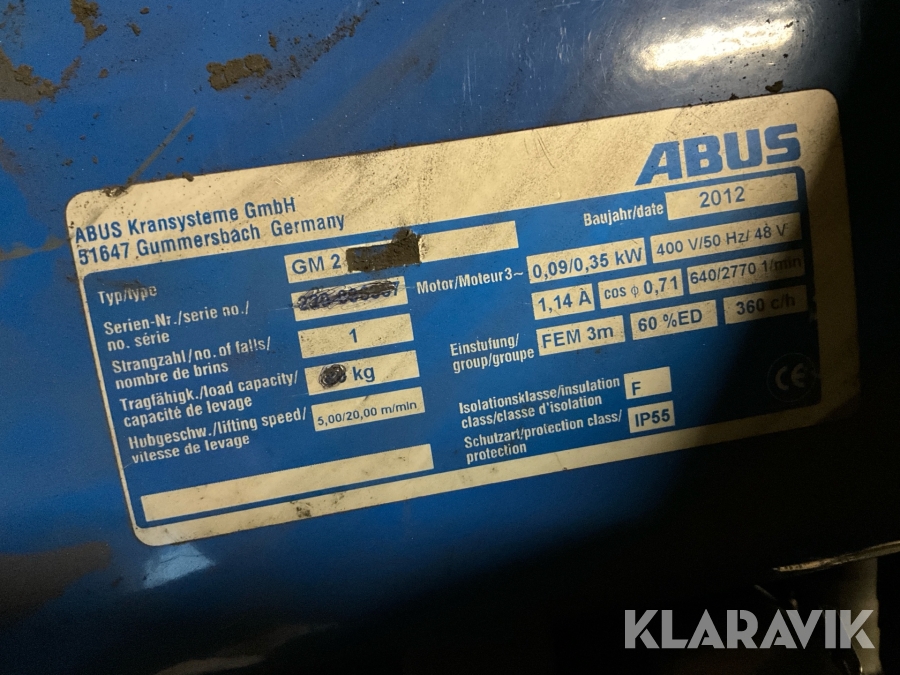 ABUS
ABUS Kransysteme GmbH
51647 Gummersbach Germany
Baujahr/date 2012
Typ/type GM 2
Motor/Moteur 3~ 0,09/0,35 kW 400 V/50 Hz/ 48 V
1,14 A cos φ 0,71 640/2770 1/min
Serien-Nr./serie no./
no. série
Strangzahl/no. of falls/ 1
nombre de brins
Einstufung/ FEM 3m 60 %ED 360 c/h
group/groupe
Tragfähigk./load capacity/ kg
capacité de levage
Isolationsklasse/insulation F
class/classe d'isolation
Hubgeschw./lifting speed/ 5,00/20,00 m/min
vitesse de levage
Schutzart/protection class/ IP55
protection
CE
KLARAVIK